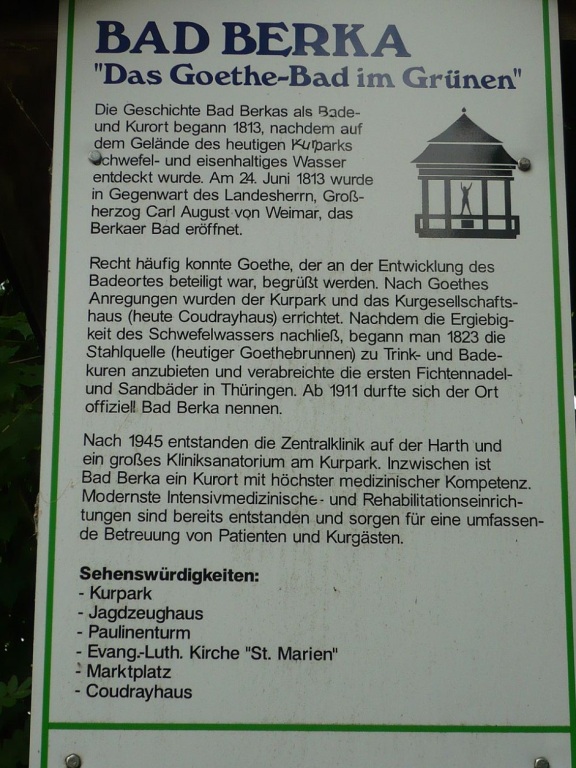 BAD BERKA
"Das Goethe-Bad im Grünen"
Die Geschichte Bad Berkas als Bade-
und Kurort begann 1813, nachdem auf
dem Gelände des heutigen Kurparks
schwefel- und eisenhaltiges Wasser
entdeckt wurde. Am 24. Juni 1813 wurde
in Gegenwart des Landesherrn, Groß-
herzog Carl August von Weimar, das
Berkaer Bad eröffnet.
Recht häufig konnte Goethe, der an der Entwicklung des
Badeortes beteiligt war, begrüßt werden. Nach Goethes
Anregungen wurden der Kurpark und das Kurgesellschafts-
haus (heute Coudrayhaus) errichtet. Nachdem die Ergiebig-
keit des Schwefelwassers nachließ, begann man 1823 die
Stahlquelle (heutiger Goethebrunnen) zu Trink- und Bade-
kuren anzubieten und verabreichte die ersten Fichtennadel-
und Sandbäder in Thüringen. Ab 1911 durfte sich der Ort
offiziell Bad Berka nennen.
Nach 1945 entstanden die Zentralklinik auf der Harth und
ein großes Kliniksanatorium am Kurpark. Inzwischen ist
Bad Berka ein Kurort mit höchster medizinischer Kompetenz.
Modernste Intensivmedizinische- und Rehabilitationseinrich-
tungen sind bereits entstanden und sorgen für eine umfassen-
de Betreuung von Patienten und Kurgästen.
Sehenswürdigkeiten:
- Kurpark
- Jagdzeughaus
- Paulinenturm
- Evang.-Luth. Kirche "St. Marien"
- Marktplatz
- Coudrayhaus